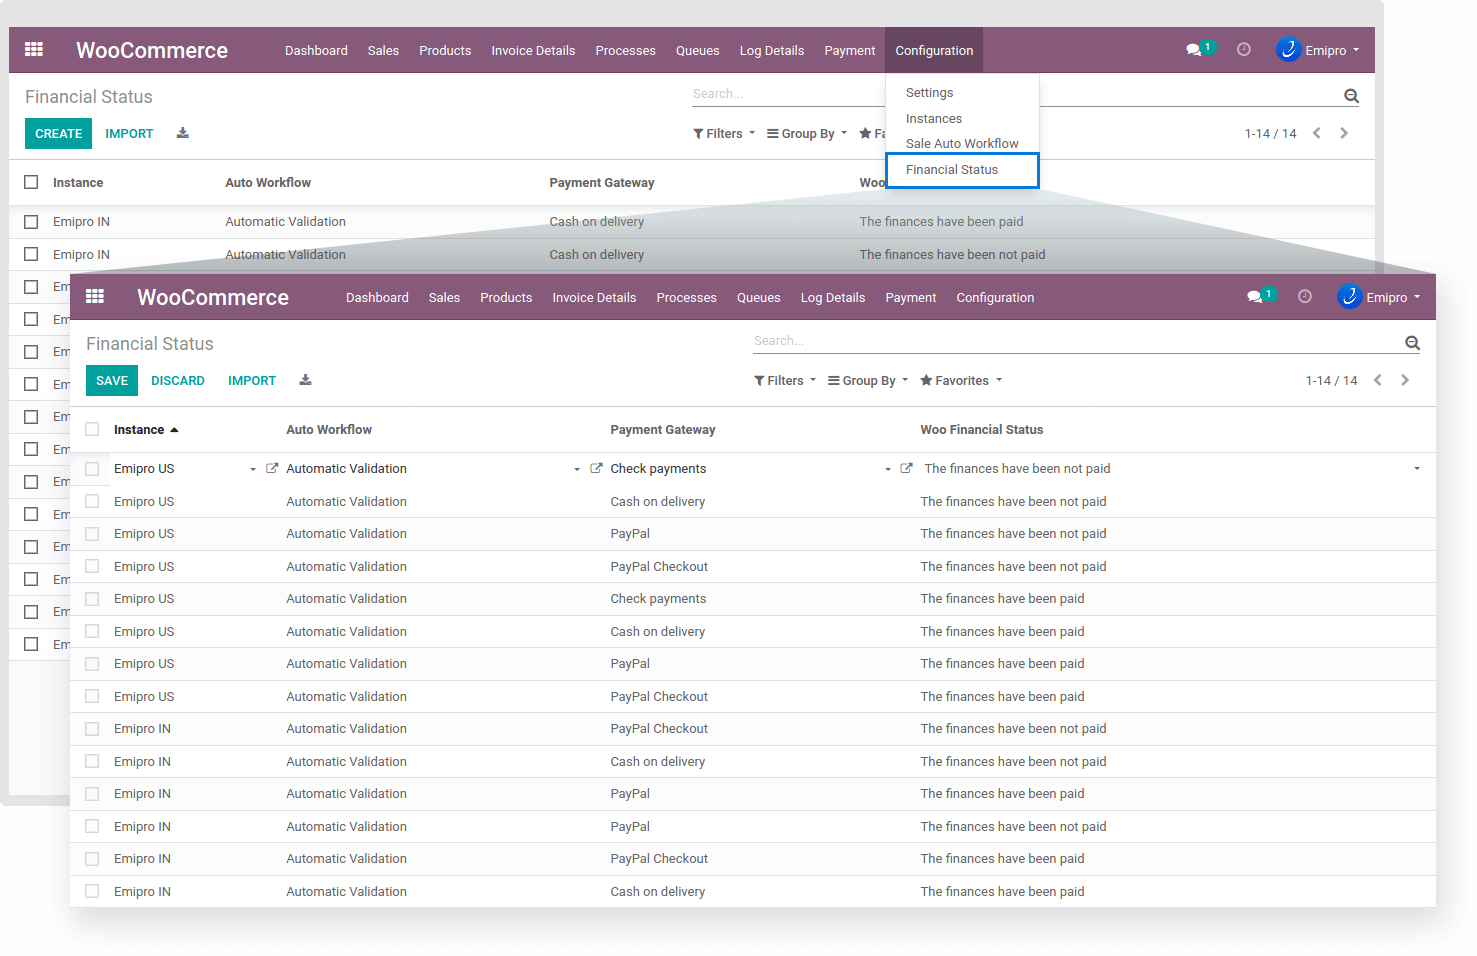 WooCommerce Dashboard Sales Products Invoice Details Processes Queues Log Details Payment Configuration 1 Emipro
Financial Status Search...
Settings
Instances
Sale Auto Workflow
Financial Status
CREATE IMPORT Filters Group By Fa 1-14 / 14
Instance Auto Workflow Payment Gateway Woo
Emipro IN Automatic Validation Cash on delivery The finances have been paid
Emipro IN Automatic Validation Cash on delivery The finances have been not paid
Em
Em
Em
Em
Em
Em
Em
Em
Em
Em
Em
Em
WooCommerce Dashboard Sales Products Invoice Details Processes Queues Log Details Payment Configuration 1 Emipro
Financial Status Search...
SAVE DISCARD IMPORT Filters Group By Favorites 1-14 / 14
Instance Auto Workflow Payment Gateway Woo Financial Status
Emipro US Automatic Validation Check payments The finances have been not paid
Emipro US Automatic Validation Cash on delivery The finances have been not paid
Emipro US Automatic Validation PayPal The finances have been not paid
Emipro US Automatic Validation PayPal Checkout The finances have been not paid
Emipro US Automatic Validation Check payments The finances have been paid
Emipro US Automatic Validation Cash on delivery The finances have been paid
Emipro US Automatic Validation PayPal The finances have been paid
Emipro US Automatic Validation PayPal Checkout The finances have been paid
Emipro IN Automatic Validation PayPal Checkout The finances have been not paid
Emipro IN Automatic Validation Cash on delivery The finances have been not paid
Emipro IN Automatic Validation PayPal The finances have been paid
Emipro IN Automatic Validation PayPal The finances have been not paid
Emipro IN Automatic Validation PayPal Checkout The finances have been paid
Emipro IN Automatic Validation Cash on delivery The finances have been paid